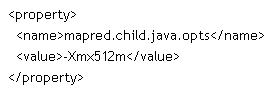 <property>
<name>mapred.child.java.opts</name>
<value>-Xmx512m</value>
</property>